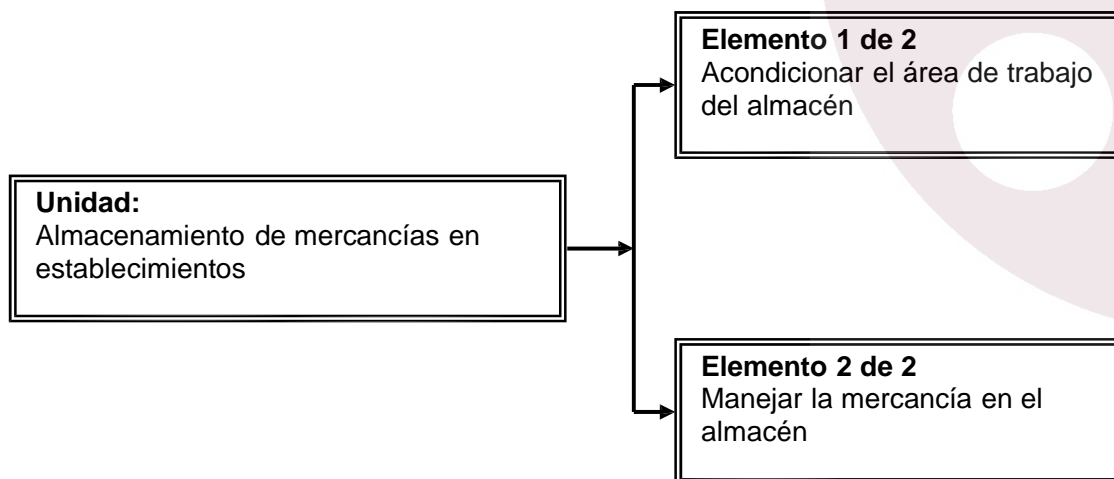 Elemento 1 de 2
Acondicionar el área de trabajo
del almacén
Unidad:
Almacenamiento de mercancías en
establecimientos
Elemento 2 de 2
Manejar la mercancía en el
almacén